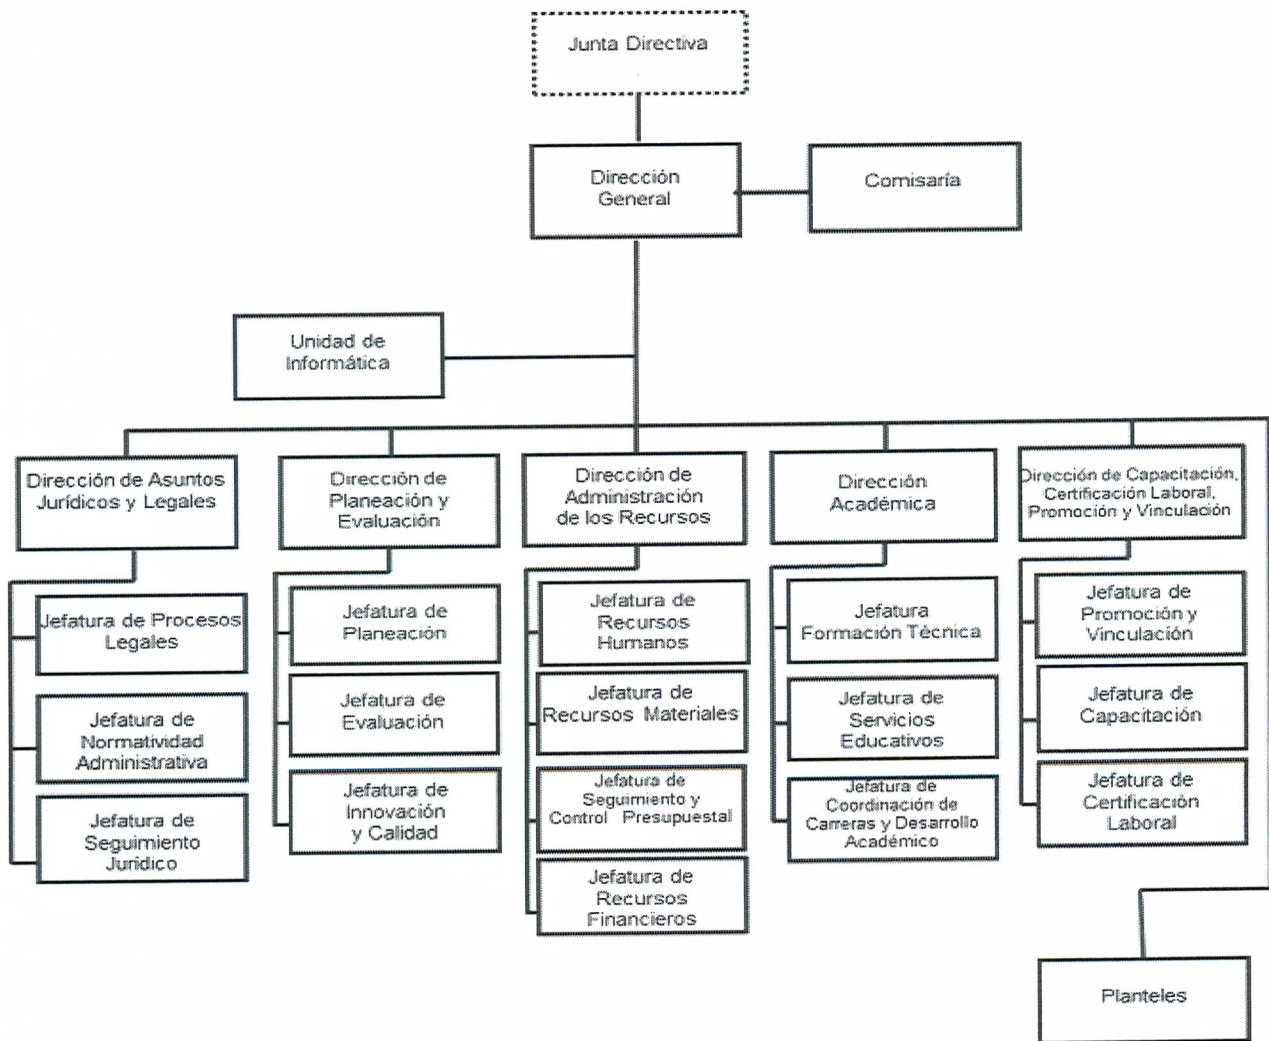 Junta Directiva
Dirección
General
Comisaría
Unidad de
Informática
Dirección de Asuntos
Jurídicos y Legales
Dirección de
Planeación y
Evaluación
Dirección de
Administración
de los Recursos
Dirección
Académica
Dirección de Capacitación,
Certificación Laboral,
Promoción y Vinculación
Jefatura de Procesos
Legales
Jefatura de
Normatividad
Administrativa
Jefatura de
Seguimiento
Jurídico
Jefatura de
Planeación
Jefatura de
Evaluación
Jefatura de
Innovación
y Calidad
Jefatura de
Recursos
Humanos
Jefatura de
Recursos Materiales
Jefatura de
Seguimiento y
Control Presupuestal
Jefatura de
Recursos
Financieros
Jefatura
Formación Técnica
Jefatura de
Servicios
Educativos
Jefatura de
Coordinación de
Carreras y Desarrollo
Académico
Jefatura de
Promoción y
Vinculación
Jefatura de
Capacitación
Jefatura de
Certificación
Laboral
Planteles